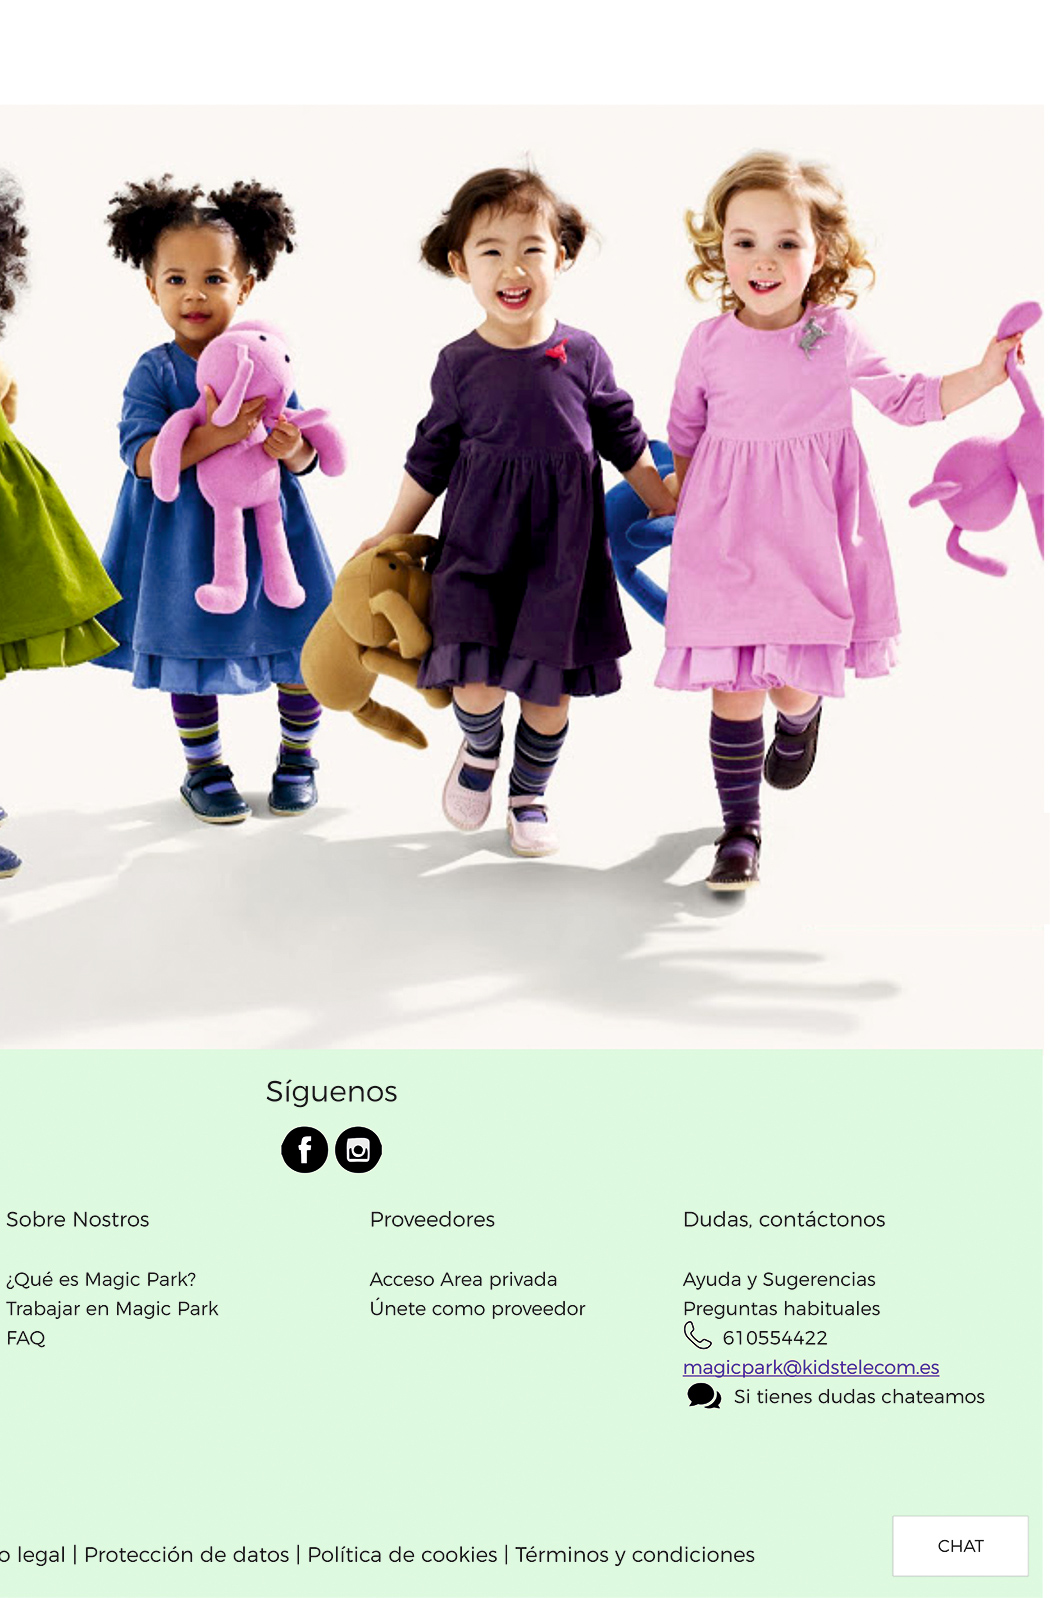 Síguenos
Sobre Nostros
¿Qué es Magic Park?
Trabajar en Magic Park
FAQ
Proveedores
Acceso Area privada
Únete como proveedor
Dudas, contáctonos
Ayuda y Sugerencias
Preguntas habituales
610554422
magicpark@kidstelecom.es
Si tienes dudas chateamos
o legal | Protección de datos | Política de cookies | Términos y condiciones
CHAT